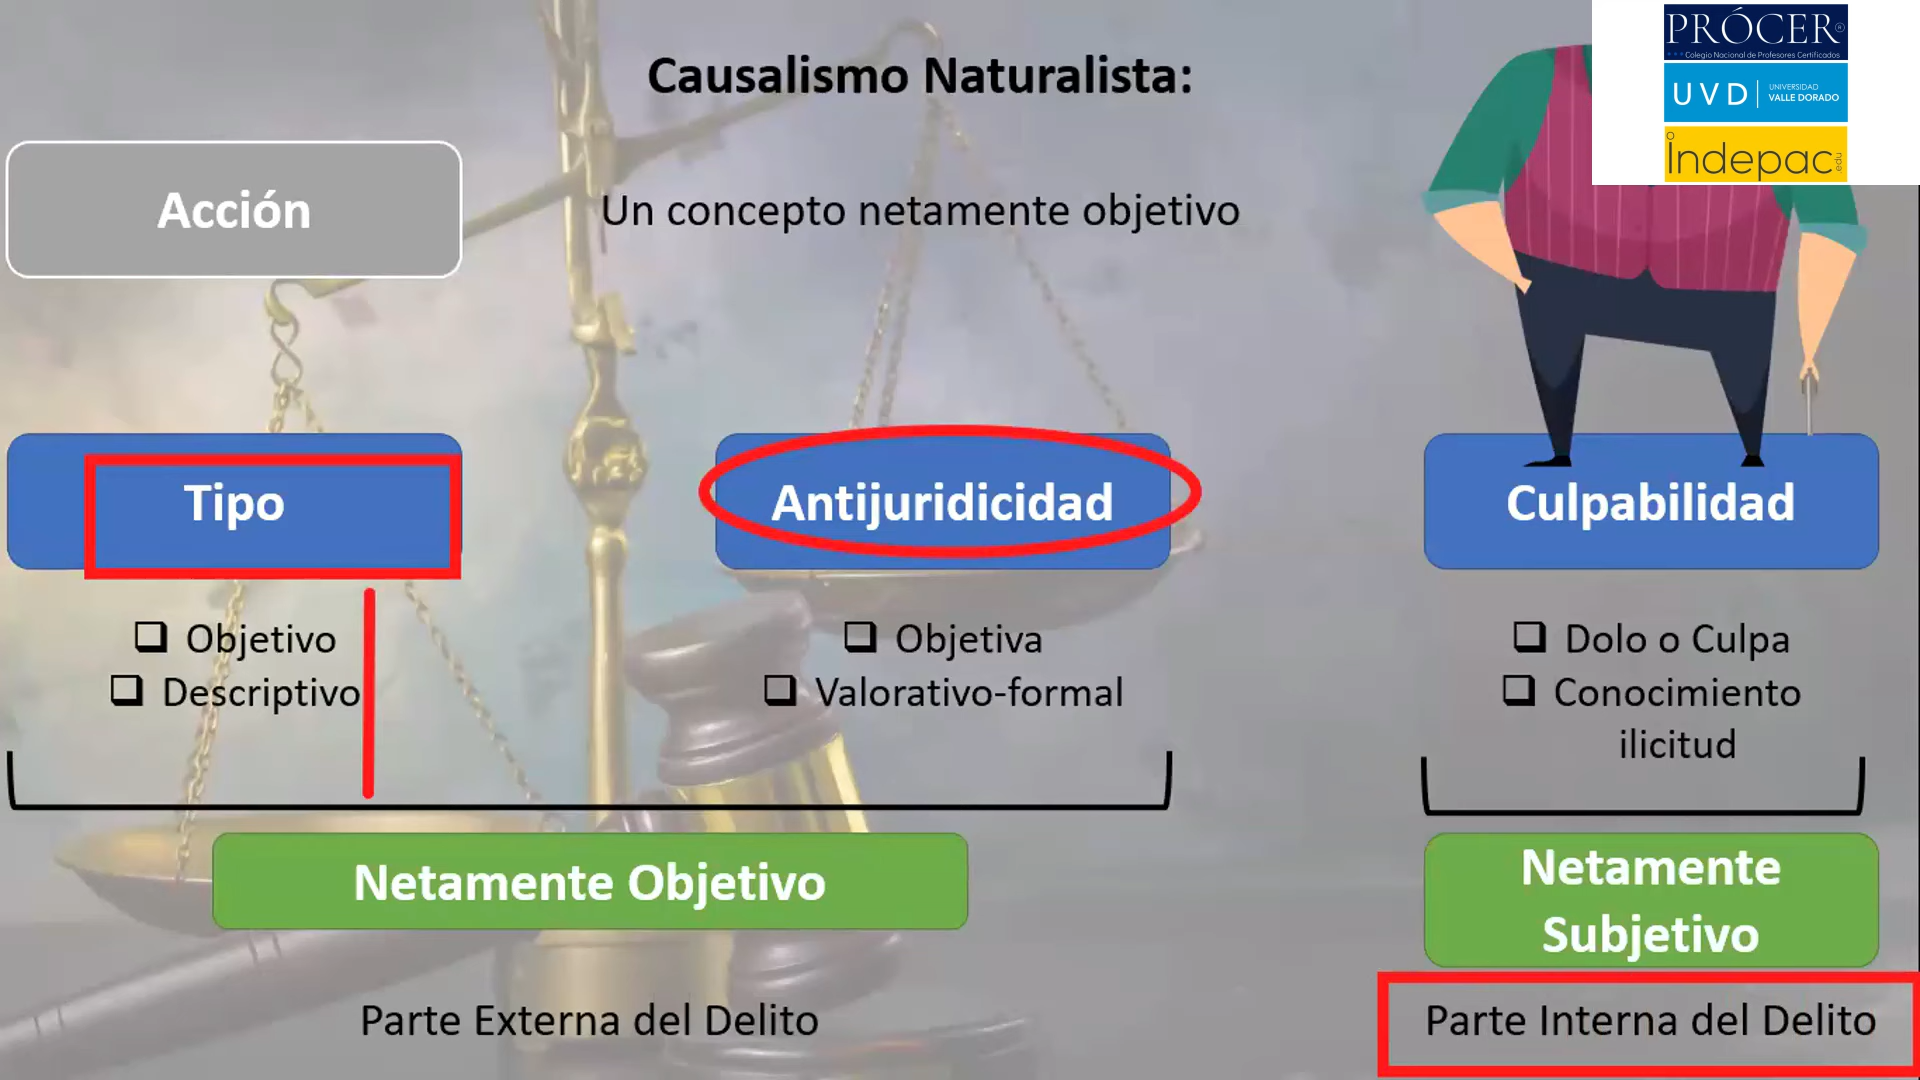 PRÓCER®
Colegio Nacional de Profesores Certificados
UVD UNIVERSIDAD
VALLE DORADO
indepac.edu
Causalismo Naturalista:
Acción
Un concepto netamente objetivo
Tipo
Antijuridicidad
Culpabilidad
❑ Objetivo
❑ Descriptivo
❑ Objetiva
❑ Valorativo-formal
❑ Dolo o Culpa
❑ Conocimiento
ilicitud
Netamente Objetivo
Netamente
Subjetivo
Parte Externa del Delito
Parte Interna del Delito